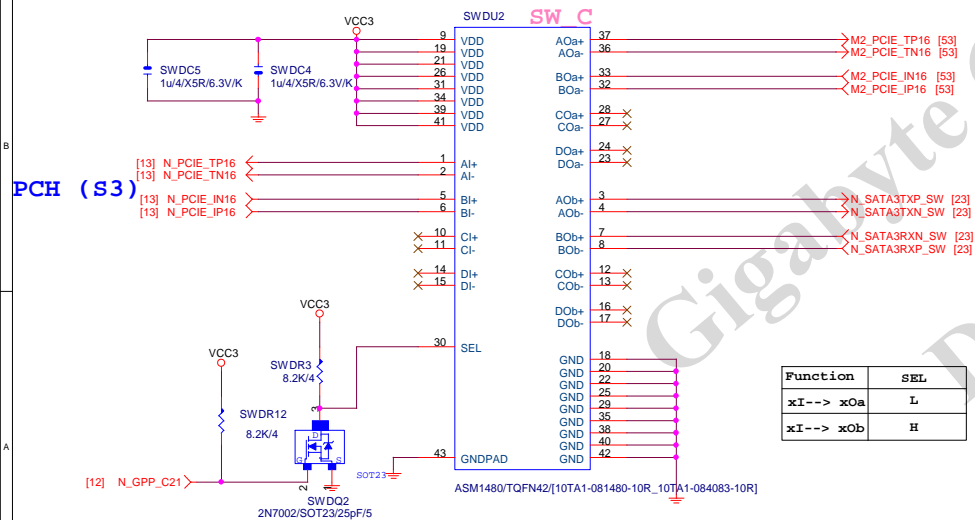 SWDU2
SW_C
VCC3
SWDC5
1u/4/X5R/6.3V/K
SWDC4
1u/4/X5R/6.3V/K
9 VDD
19 VDD
21 VDD
26 VDD
31 VDD
34 VDD
39 VDD
41 VDD
AOa+ 37 M2_PCIE_TP16 [53]
AOa- 36 M2_PCIE_TN16 [53]
BOa+ 33 M2_PCIE_IN16 [53]
BOa- 32 M2_PCIE_IP16 [53]
COa+ 28
COa- 27
DOa+ 24
DOa- 23
B
[13] N_PCIE_TP16 1 AI+
[13] N_PCIE_TN16 2 AI-
PCH (S3)
[13] N_PCIE_IN16 5 BI+
[13] N_PCIE_IP16 6 BI-
10 CI+
11 CI-
14 DI+
15 DI-
AOb+ 3 N_SATA3TXP_SW [23]
AOb- 4 N_SATA3TXN_SW [23]
BOb+ 7 N_SATA3RXN_SW [23]
BOb- 8 N_SATA3RXP_SW [23]
COb+ 12
COb- 13
DOb+ 16
DOb- 17
VCC3
30 SEL
VCC3
SWDR3
8.2K/4
SWDR12
8.2K/4
3
D
G
S
2
1
[12] N_GPP_C21
SWDQ2
2N7002/SOT23/25pF/5
SOT23
43 GNDPAD
GND 18
GND 20
GND 22
GND 25
GND 29
GND 35
GND 38
GND 40
GND 42
ASM1480/TQFN42/[10TA1-081480-10R_10TA1-084083-10R]
Function SEL
xI--> xOa L
xI--> xOb H
A
Gigabyte